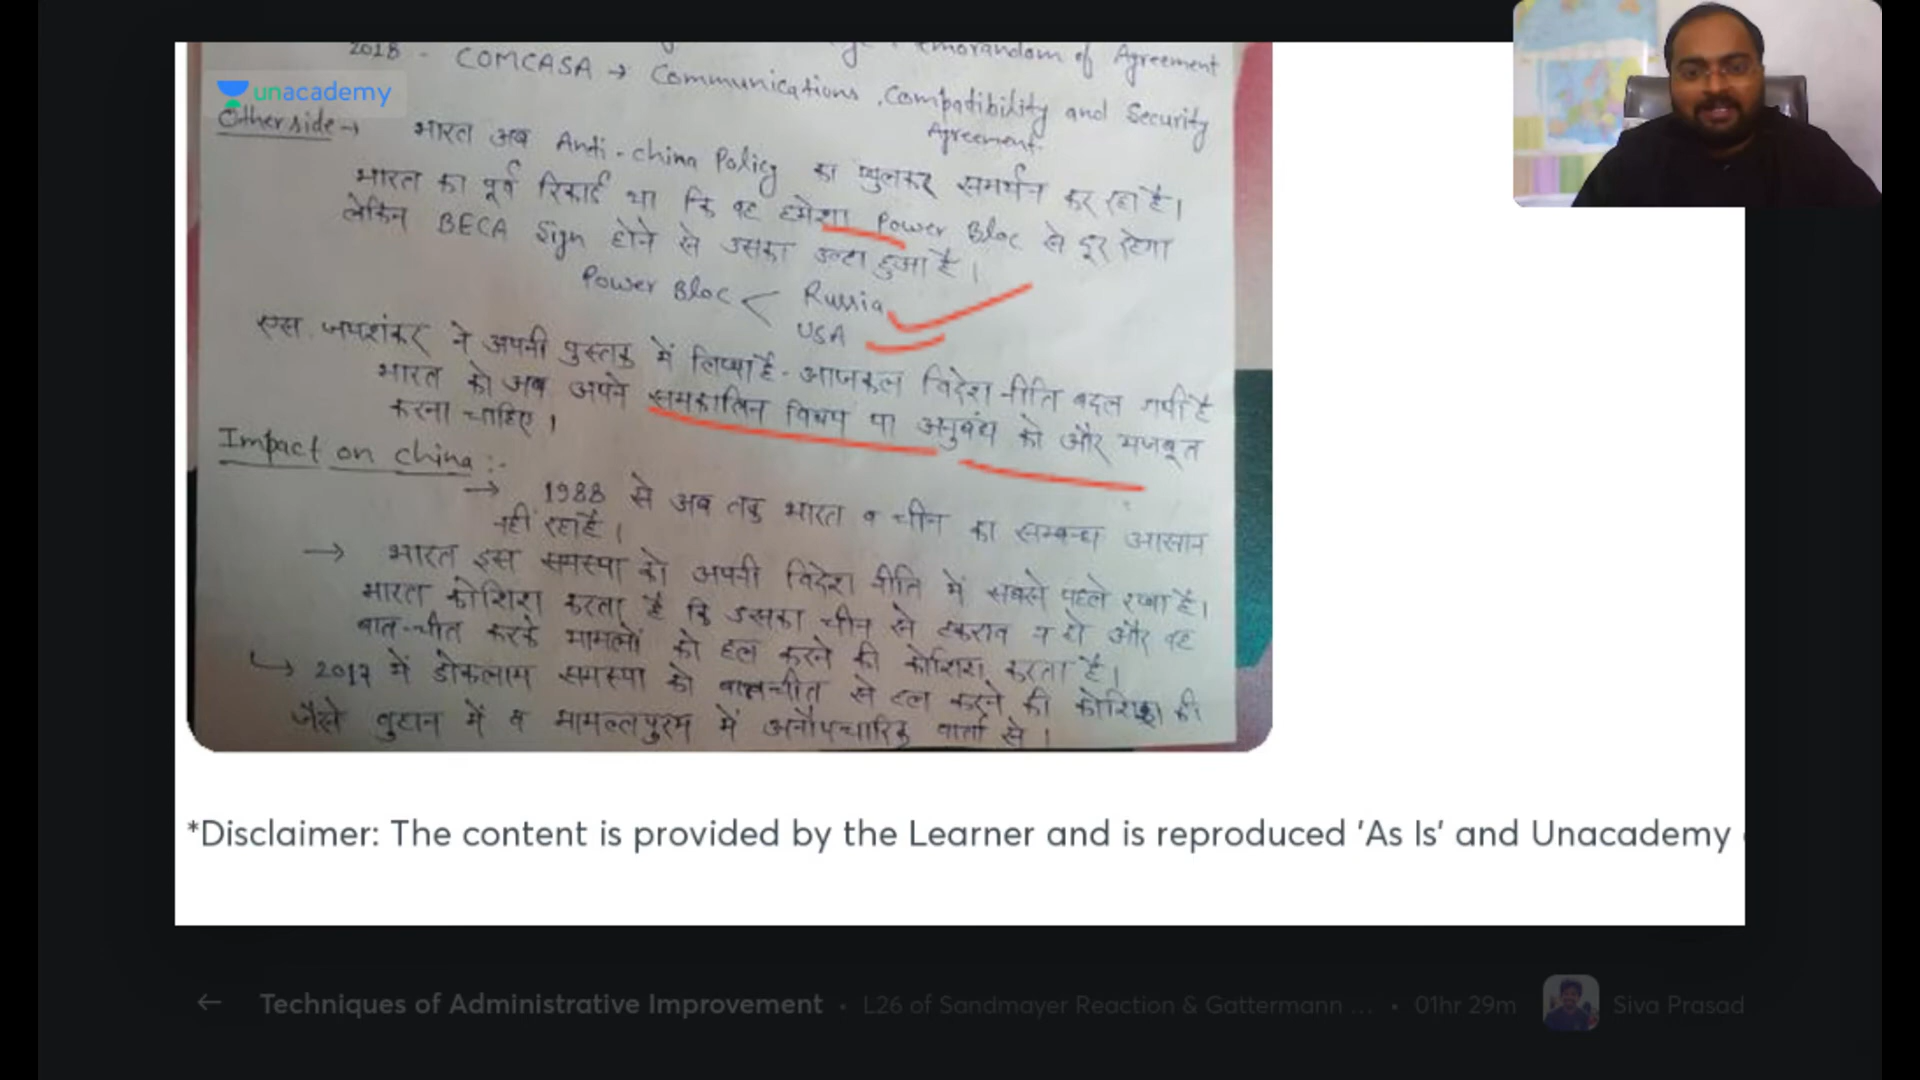 2018 - COMCASA → Communications, Compatibility and Security Agreement
Memorandum of Agreement
unacademy
Otherside → भारत अब Anti-china Policy का खुलकर समर्थन कर रहा है।
भारत का पूर्व रिकार्ड था कि वह हमेशा Power Bloc से दूर रहेगा
लेकिन BECA Sign होने से उसका उल्टा हुआ है।
Power Bloc < Russia
USA
एस. जयशंकर ने अपनी पुस्तक में लिखा है - आजकल विदेश नीति बदल गयी है
भारत को अब अपने समकालिन विषय या अनुबंध को और मजबूत
करना चाहिए।
Impact on china :-
→ 1988 से अब तक भारत व चीन का सम्बन्ध आसान
नहीं रहा है।
→ भारत इस समस्या को अपनी विदेश नीति में सबसे पहले रखा है।
भारत कोशिश करता है कि उसका चीन से टकराव न हो और वह
बात-चीत करके मामलों को हल करने की कोशिश करता है।
↳ 2017 में डोकलाम समस्या को बातचीत से हल करने की कोशिश की
जैसे वुहान में व मामल्लपुरम में अनौपचारिक वार्ता से।
*Disclaimer: The content is provided by the Learner and is reproduced 'As Is' and Unacademy
← Techniques of Administrative Improvement • L26 of Sandmayer Reaction & Gattermann ... • 01hr 29m Siva Prasad